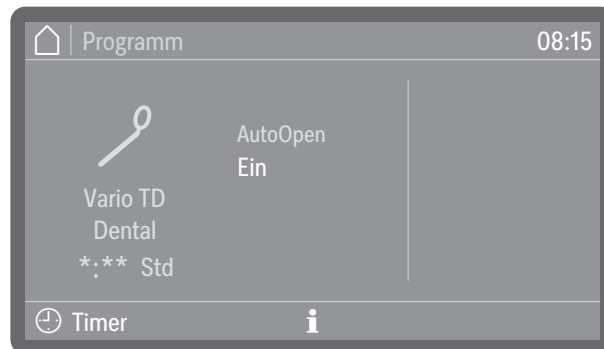 Programm
08:15
AutoOpen
Ein
Vario TD
Dental
*:** Std
Timer
i